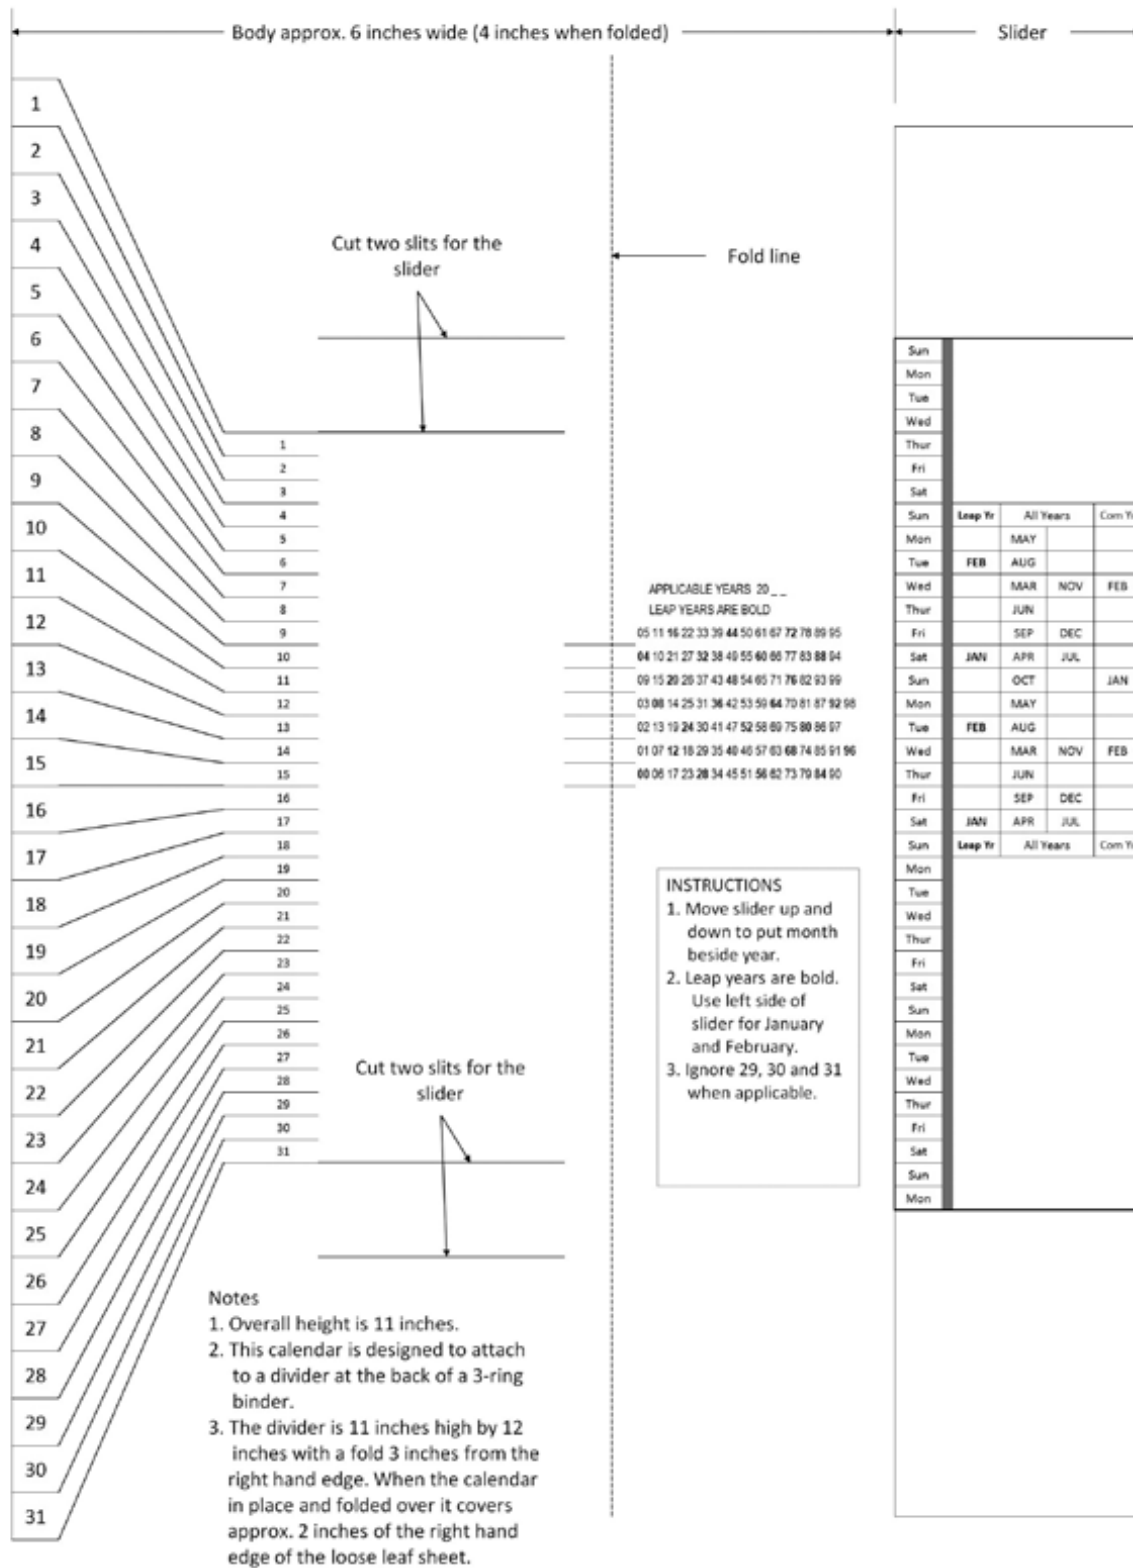 Body approx. 6 inches wide (4 inches when folded)
Slider
1
2
3
4
5
6
7
8
9
10
11
12
13
14
15
16
17
18
19
20
21
22
23
24
25
26
27
28
29
30
31
Cut two slits for the
slider
Fold line
1
2
3
4
5
6
7
8
9
10
11
12
13
14
15
16
17
18
19
20
21
22
23
24
25
26
27
28
29
30
31
Cut two slits for the
slider
APPLICABLE YEARS 20 _ _
LEAP YEARS ARE BOLD
05 11 16 22 33 39 44 50 61 67 72 78 89 95
04 10 21 27 32 38 49 55 60 66 77 83 88 94
09 15 20 26 37 43 48 54 65 71 76 82 93 99
03 08 14 25 31 36 42 53 59 64 70 81 87 92 98
02 13 19 24 30 41 47 52 58 69 75 80 86 97
01 07 12 18 29 35 40 46 57 63 68 74 85 91 96
00 06 17 23 28 34 45 51 56 62 73 79 84 90
INSTRUCTIONS
1. Move slider up and
down to put month
beside year.
2. Leap years are bold.
Use left side of
slider for January
and February.
3. Ignore 29, 30 and 31
when applicable.
Notes
1. Overall height is 11 inches.
2. This calendar is designed to attach
to a divider at the back of a 3-ring
binder.
3. The divider is 11 inches high by 12
inches with a fold 3 inches from the
right hand edge. When the calendar
in place and folded over it covers
approx. 2 inches of the right hand
edge of the loose leaf sheet.
Sun
Mon
Tue
Wed
Thur
Fri
Sat
Sun Leap Yr All Years Com Y
Mon MAY
Tue FEB AUG
Wed MAR NOV FEB
Thur JUN
Fri SEP DEC
Sat JAN APR JUL
Sun OCT JAN
Mon MAY
Tue FEB AUG
Wed MAR NOV FEB
Thur JUN
Fri SEP DEC
Sat JAN APR JUL
Sun Leap Yr All Years Com Y
Mon
Tue
Wed
Thur
Fri
Sat
Sun
Mon
Tue
Wed
Thur
Fri
Sat
Sun
Mon